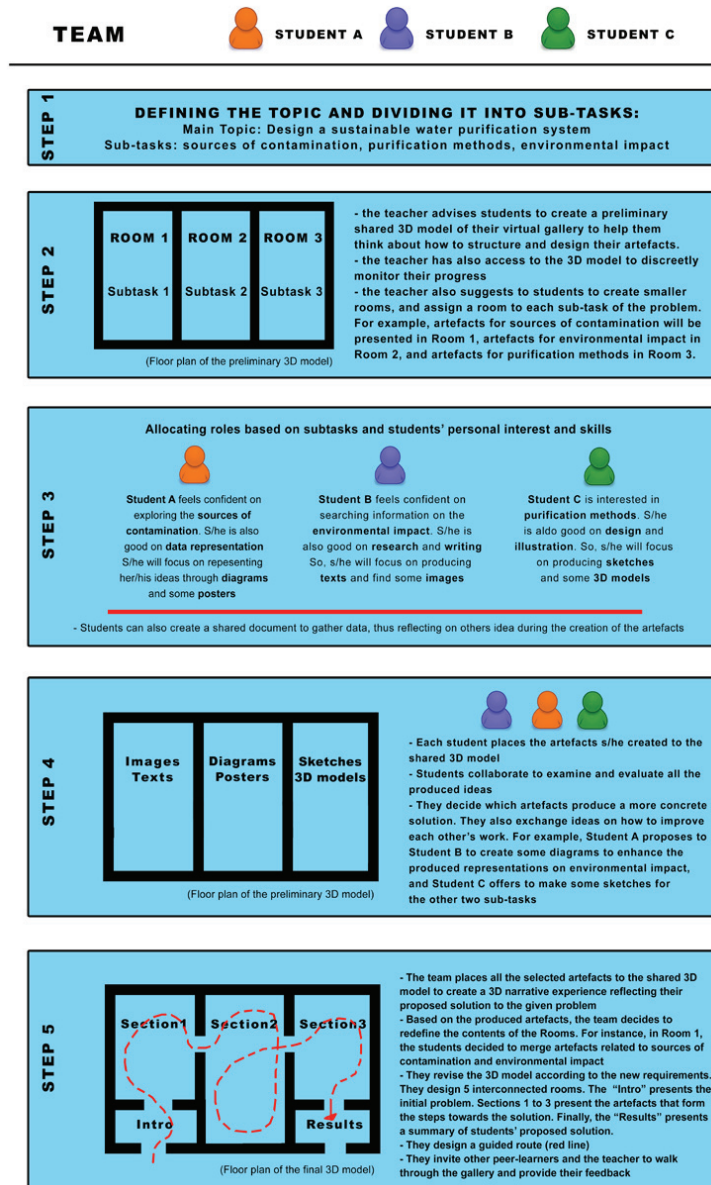 TEAM
STUDENT A
STUDENT B
STUDENT C
STEP 1
DEFINING THE TOPIC AND DIVIDING IT INTO SUB-TASKS:
Main Topic: Design a sustainable water purification system
Sub-tasks: sources of contamination, purification methods, environmental impact
STEP 2
ROOM 1
ROOM 2
ROOM 3
Subtask 1
Subtask 2
Subtask 3
(Floor plan of the preliminary 3D model)
- the teacher advises students to create a preliminary
shared 3D model of their virtual gallery to help them
think about how to structure and design their artefacts.
- the teacher has also access to the 3D model to discreetly
monitor their progress
- the teacher also suggests to students to create smaller
rooms, and assign a room to each sub-task of the problem.
For example, artefacts for sources of contamination will be
presented in Room 1, artefacts for environmental impact in
Room 2, and artefacts for purification methods in Room 3.
STEP 3
Allocating roles based on subtasks and students' personal interest and skills
Student A feels confident on
exploring the sources of
contamination. S/he is also
good on data representation
S/he will focus on repesenting
her/his ideas through diagrams
and some posters
Student B feels confident on
searching information on the
environmental impact. S/he is
also good on research and writing
So, s/he will focus on producing
texts and find some images
Student C is interested in
purification methods. S/he
is aldo good on design and
illustration. So, s/he will focus
on producing sketches
and some 3D models
- Students can also create a shared document to gather data, thus reflecting on others idea during the creation of the artefacts
STEP 4
Images
Texts
Diagrams
Posters
Sketches
3D models
(Floor plan of the preliminary 3D model)
- Each student places the artefacts s/he created to the
shared 3D model
- Students collaborate to examine and evaluate all the
produced ideas
- They decide which artefacts produce a more concrete
solution. They also exchange ideas on how to improve
each other's work. For example, Student A proposes to
Student B to create some diagrams to enhance the
produced representations on environmental impact,
and Student C offers to make some sketches for
the other two sub-tasks
STEP 5
Section1
Section2
Section3
Intro
Results
(Floor plan of the final 3D model)
- The team places all the selected artefacts to the shared 3D
model to create a 3D narrative experience reflecting their
proposed solution to the given problem
- Based on the produced artefacts, the team decides to
redefine the contents of the Rooms. For instance, in Room 1,
the students decided to merge artefacts related to sources of
contamination and environmental impact
- They revise the 3D model according to the new requirements.
They design 5 interconnected rooms. The "Intro" presents the
initial problem. Sections 1 to 3 present the artefacts that form
the steps towards the solution. Finally, the "Results" presents
a summary of students' proposed solution.
- They design a guided route (red line)
- They invite other peer-learners and the teacher to walk
through the gallery and provide their feedback